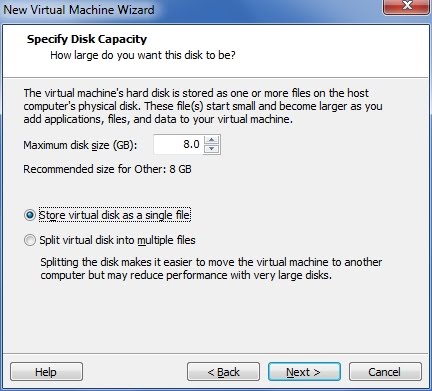 New Virtual Machine Wizard
Specify Disk Capacity
How large do you want this disk to be?
The virtual machine's hard disk is stored as one or more files on the host
computer's physical disk. These file(s) start small and become larger as you
add applications, files, and data to your virtual machine.
Maximum disk size (GB): 8.0
Recommended size for Other: 8 GB
Store virtual disk as a single file
Split virtual disk into multiple files
Splitting the disk makes it easier to move the virtual machine to another
computer but may reduce performance with very large disks.
Help < Back Next > Cancel